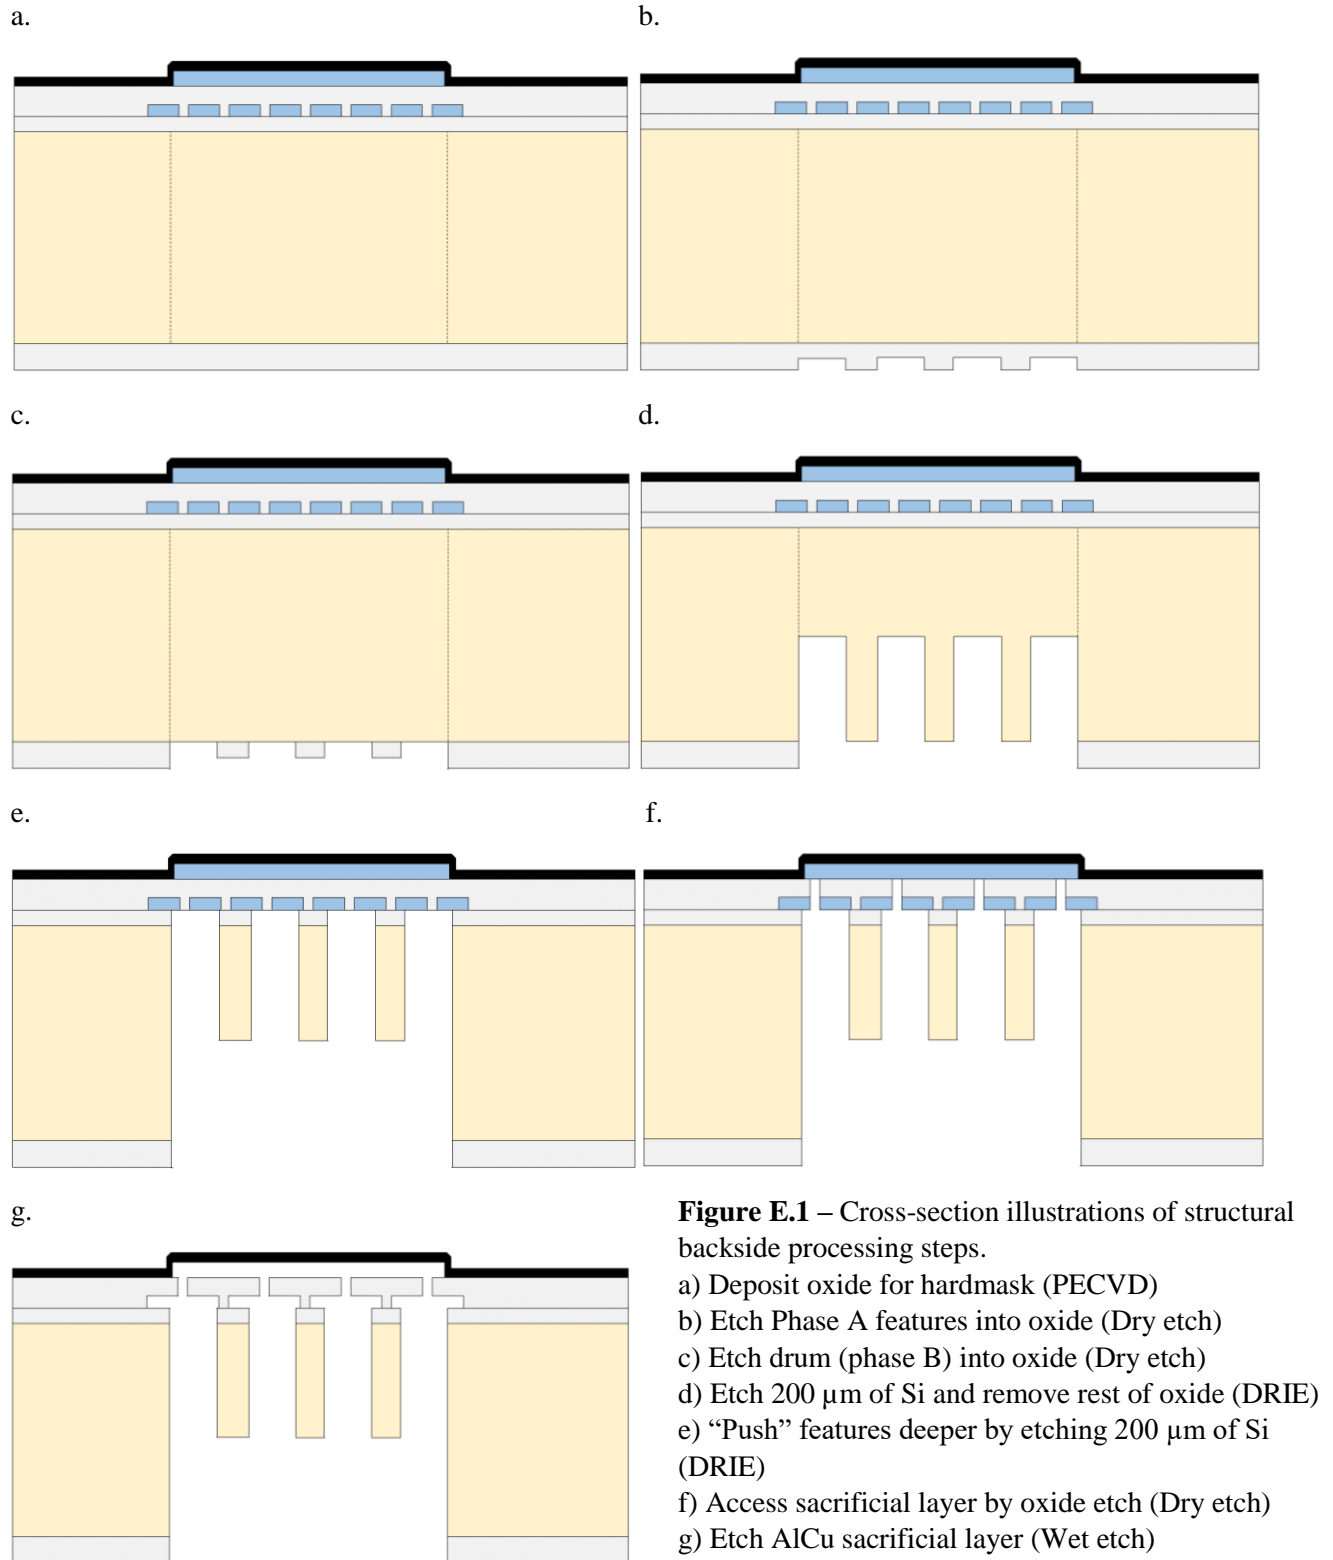 a.
b.
c.
d.
e.
f.
g.
Figure E.1 – Cross-section illustrations of structural
backside processing steps.
a) Deposit oxide for hardmask (PECVD)
b) Etch Phase A features into oxide (Dry etch)
c) Etch drum (phase B) into oxide (Dry etch)
d) Etch 200 µm of Si and remove rest of oxide (DRIE)
e) “Push” features deeper by etching 200 µm of Si
(DRIE)
f) Access sacrificial layer by oxide etch (Dry etch)
g) Etch AlCu sacrificial layer (Wet etch)